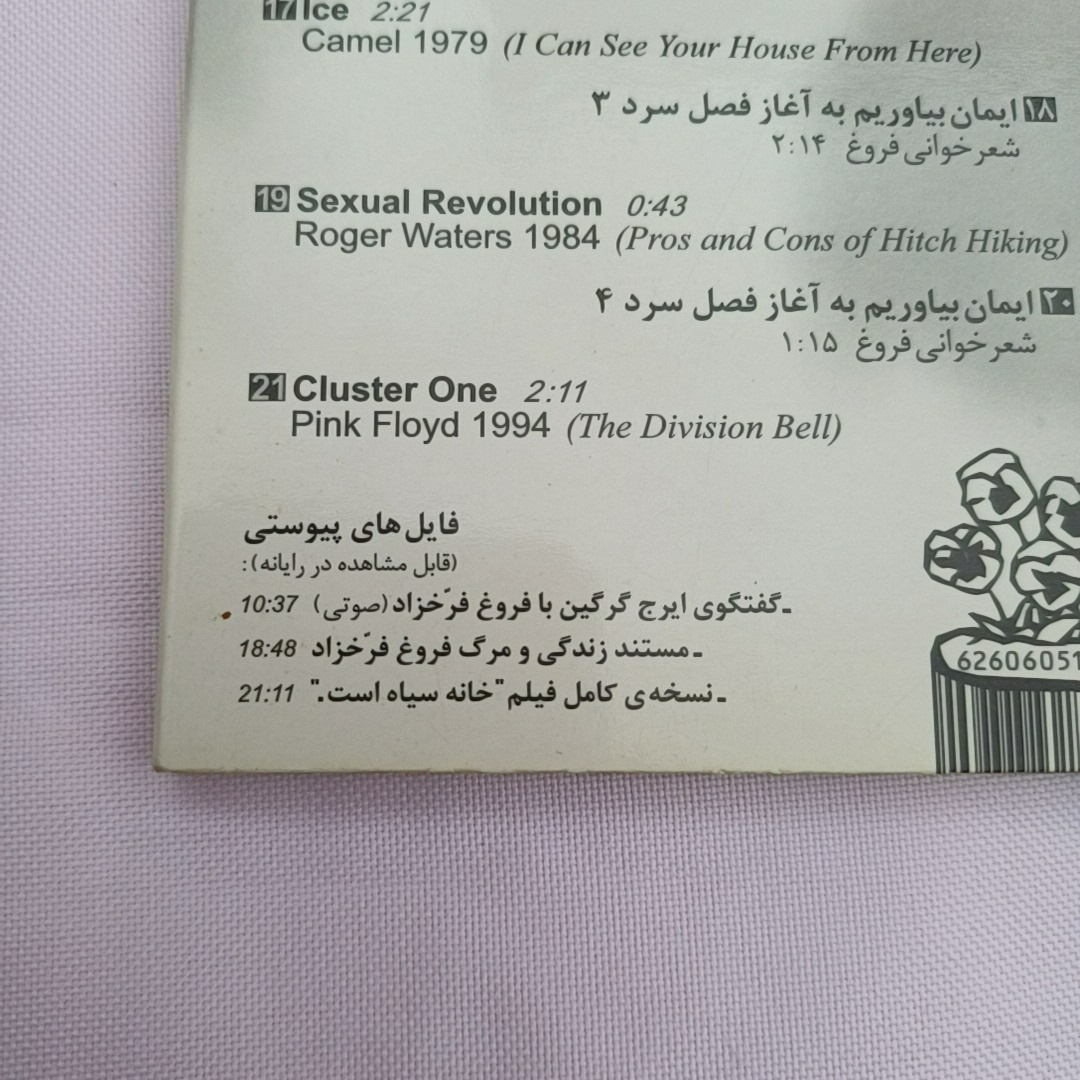 17 Ice 2:21
Camel 1979 (I Can See Your House From Here)
۱۸ ایمان بیاوریم به آغاز فصل سرد ۳
شعرخوانی فروغ ۲:۱۴
19 Sexual Revolution 0:43
Roger Waters 1984 (Pros and Cons of Hitch Hiking)
۲۰ ایمان بیاوریم به آغاز فصل سرد ۴
شعرخوانی فروغ ۱:۱۵
21 Cluster One 2:11
Pink Floyd 1994 (The Division Bell)
فایل‌های پیوستی
(قابل مشاهده در رایانه):
ـ گفتگوی ایرج گرگین با فروغ فرّخزاد (صوتی) 10:37
ـ مستند زندگی و مرگ فروغ فرّخزاد 18:48
ـ نسخه‌ی کامل فیلم "خانه سیاه است." 21:11
62606051